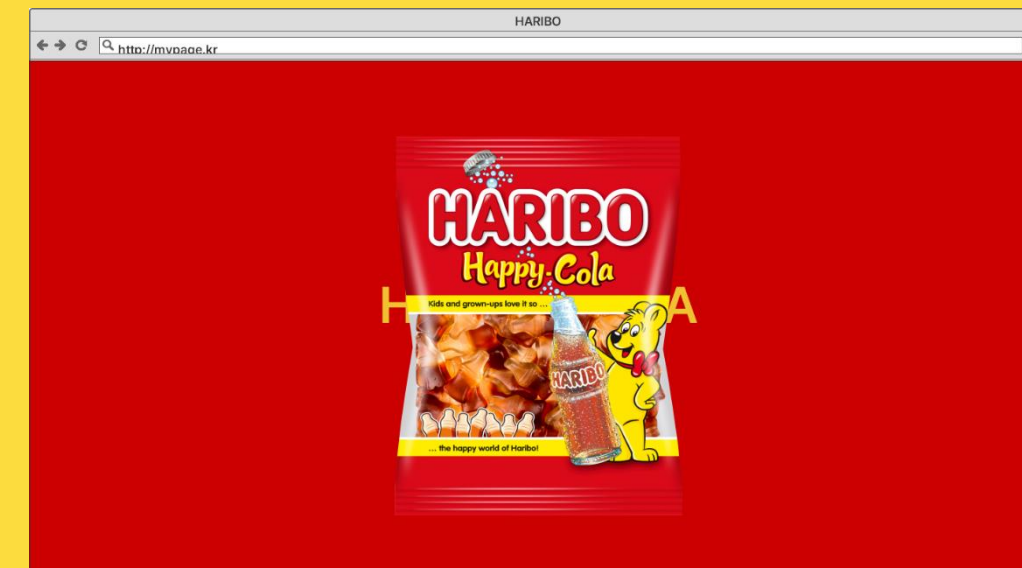 HARIBO
http://mypage.kr
HARIBO
Happy-Cola
H A
Kids and grown-ups love it so ...
HARIBO
... the happy world of Haribo!